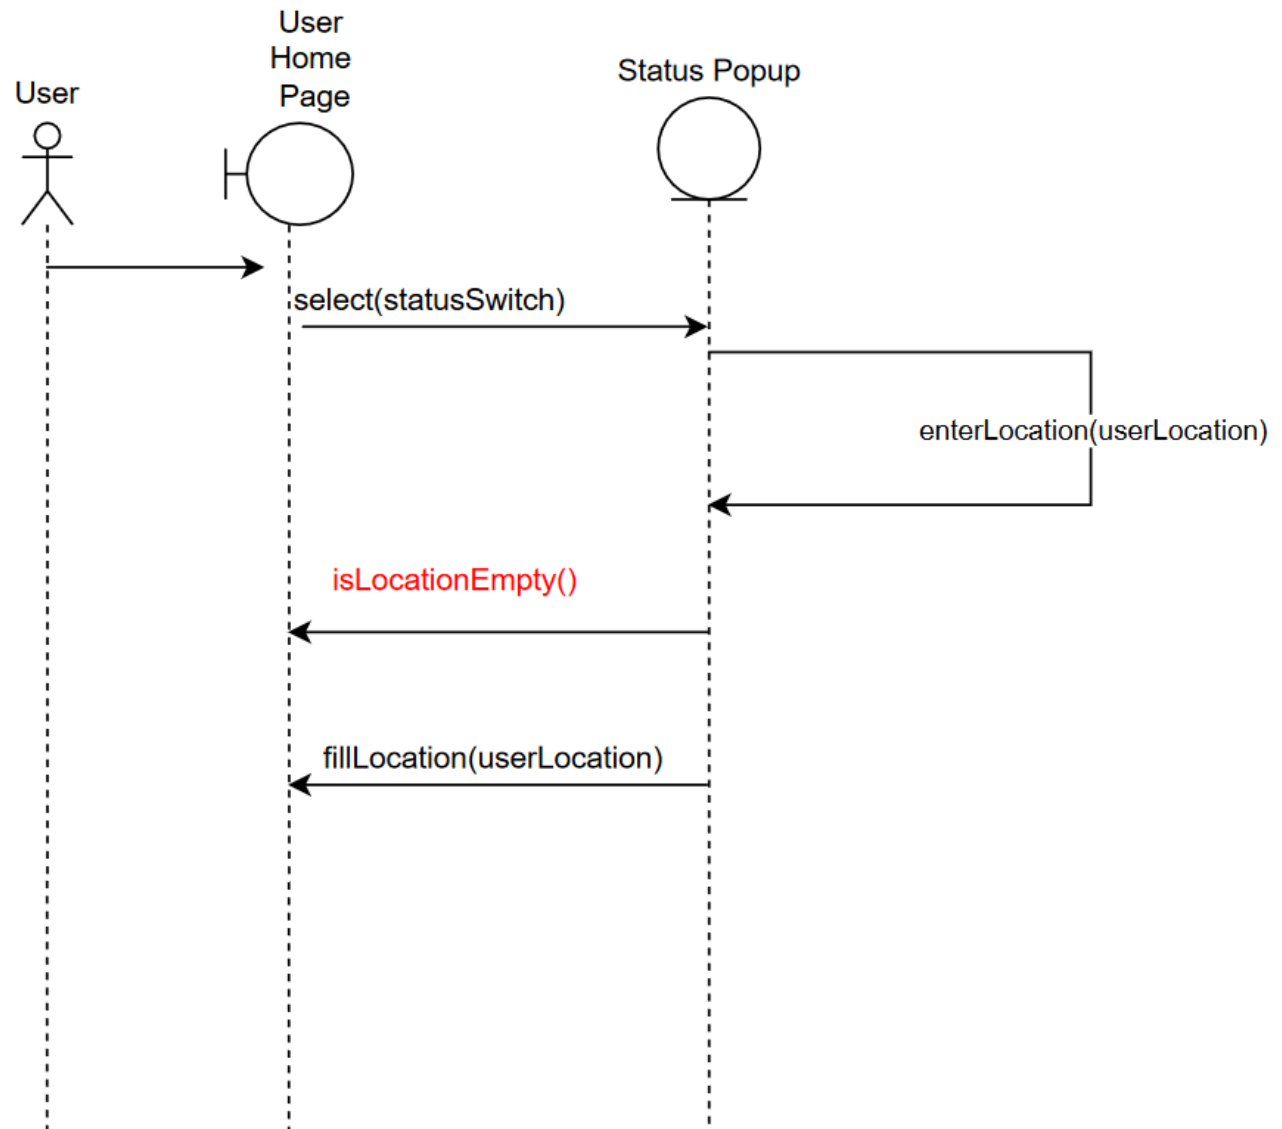 User
Home
Page
Status Popup
User
select(statusSwitch)
enterLocation(userLocation)
isLocationEmpty()
fillLocation(userLocation)